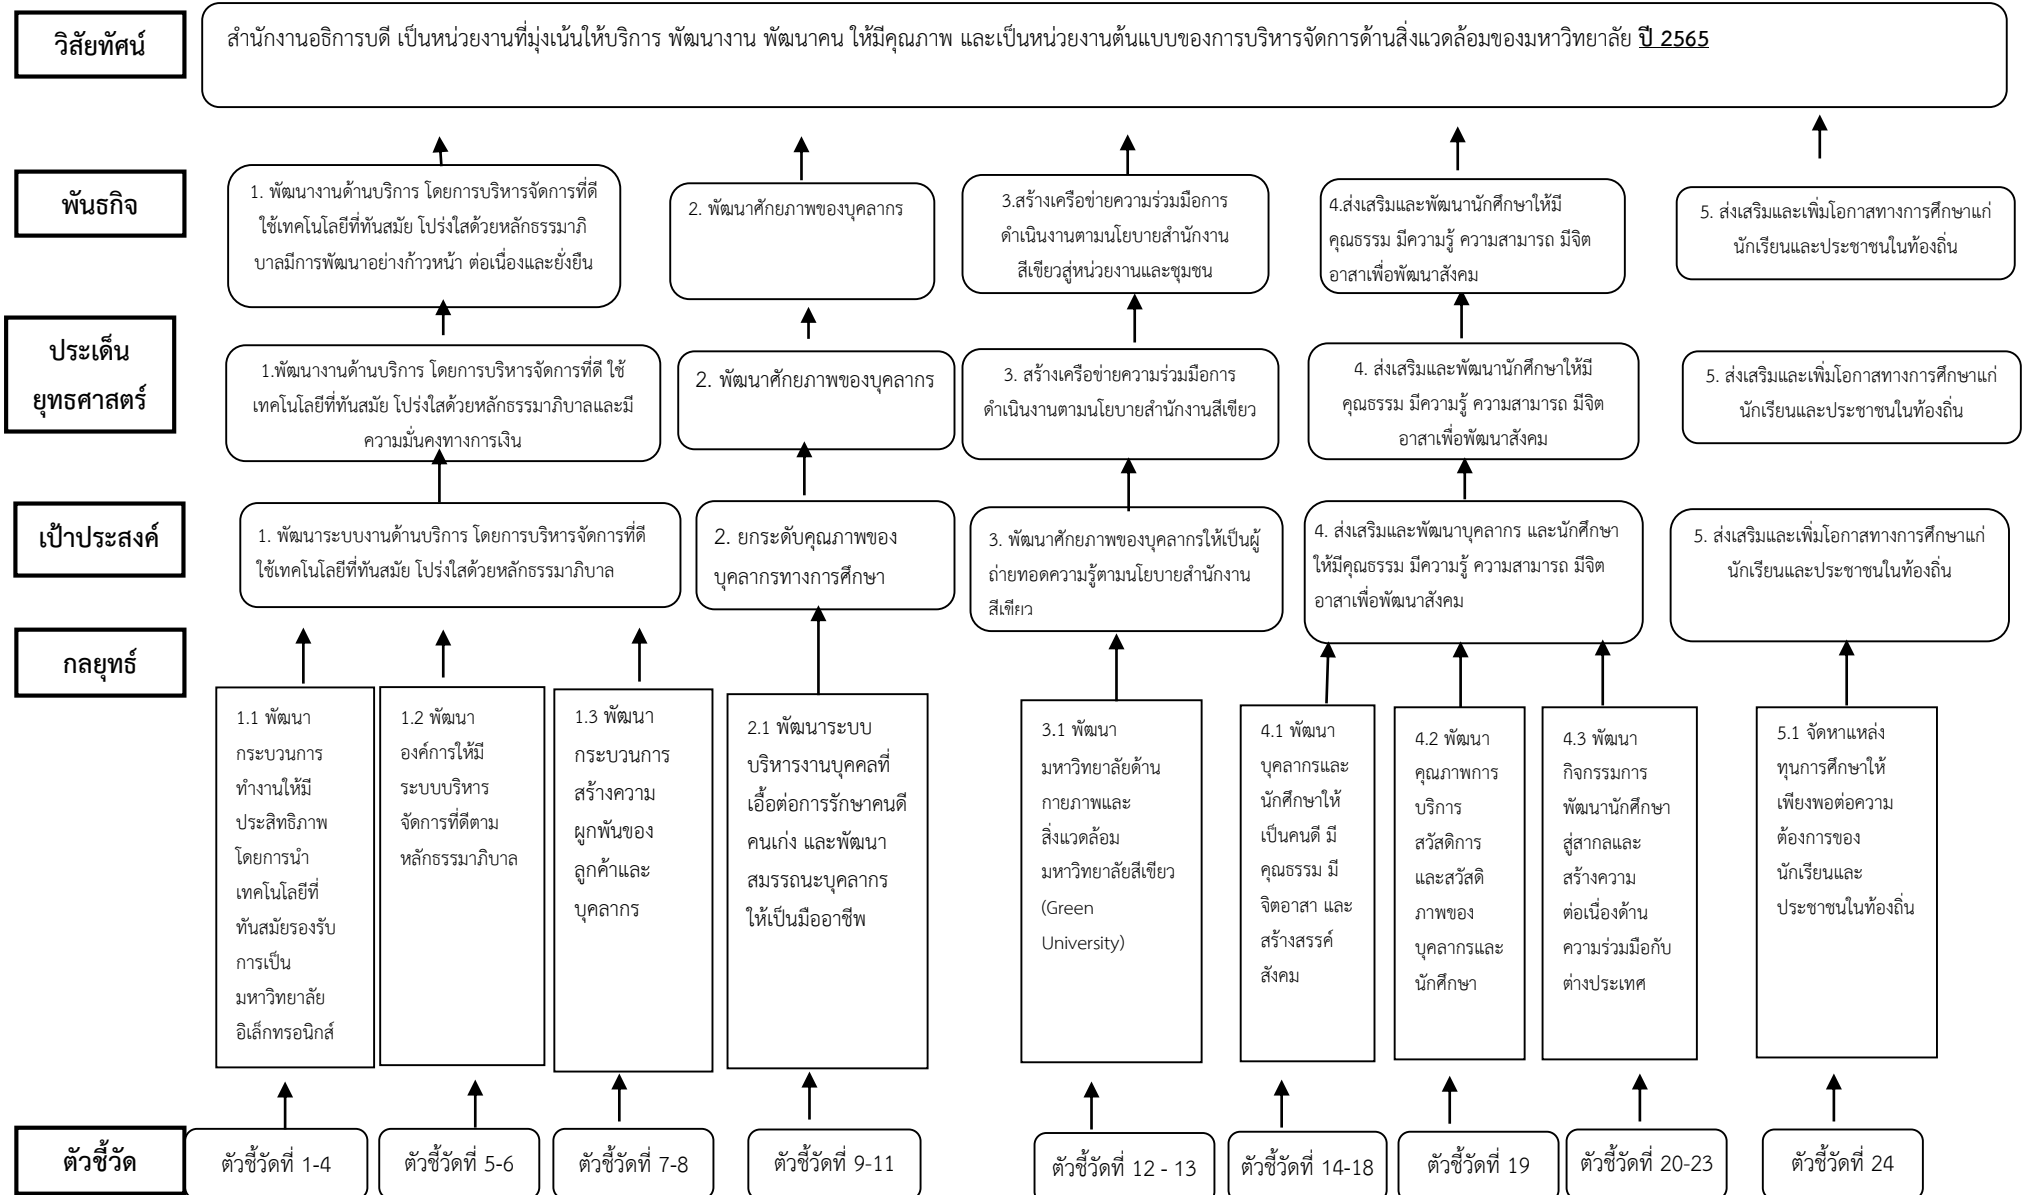 วิสัยทัศน์
สำนักงานอธิการบดี เป็นหน่วยงานที่มุ่งเน้นให้บริการ พัฒนางาน พัฒนาคน ให้มีคุณภาพ และเป็นหน่วยงานต้นแบบของการบริหารจัดการด้านสิ่งแวดล้อมของมหาวิทยาลัย ปี 2565
พันธกิจ
1. พัฒนางานด้านบริการ โดยการบริหารจัดการที่ดี
ใช้เทคโนโลยีที่ทันสมัย โปร่งใสด้วยหลักธรรมาภิ
บาลมีการพัฒนาอย่างก้าวหน้า ต่อเนื่องและยั่งยืน
2. พัฒนาศักยภาพของบุคลากร
3.สร้างเครือข่ายความร่วมมือการ
ดำเนินงานตามนโยบายสำนักงาน
สีเขียวสู่หน่วยงานและชุมชน
4.ส่งเสริมและพัฒนานักศึกษาให้มี
คุณธรรม มีความรู้ ความสามารถ มีจิต
อาสาเพื่อพัฒนาสังคม
5. ส่งเสริมและเพิ่มโอกาสทางการศึกษาแก่
นักเรียนและประชาชนในท้องถิ่น
ประเด็น
ยุทธศาสตร์
1.พัฒนางานด้านบริการ โดยการบริหารจัดการที่ดี ใช้
เทคโนโลยีที่ทันสมัย โปร่งใสด้วยหลักธรรมาภิบาลและมี
ความมั่นคงทางการเงิน
2. พัฒนาศักยภาพของบุคลากร
3. สร้างเครือข่ายความร่วมมือการ
ดำเนินงานตามนโยบายสำนักงานสีเขียว
4. ส่งเสริมและพัฒนานักศึกษาให้มี
คุณธรรม มีความรู้ ความสามารถ มีจิต
อาสาเพื่อพัฒนาสังคม
5. ส่งเสริมและเพิ่มโอกาสทางการศึกษาแก่
นักเรียนและประชาชนในท้องถิ่น
เป้าประสงค์
1. พัฒนาระบบงานด้านบริการ โดยการบริหารจัดการที่ดี
ใช้เทคโนโลยีที่ทันสมัย โปร่งใสด้วยหลักธรรมาภิบาล
2. ยกระดับคุณภาพของ
บุคลากรทางการศึกษา
3. พัฒนาศักยภาพของบุคลากรให้เป็นผู้
ถ่ายทอดความรู้ตามนโยบายสำนักงาน
สีเขียว
4. ส่งเสริมและพัฒนาบุคลากร และนักศึกษา
ให้มีคุณธรรม มีความรู้ ความสามารถ มีจิต
อาสาเพื่อพัฒนาสังคม
5. ส่งเสริมและเพิ่มโอกาสทางการศึกษาแก่
นักเรียนและประชาชนในท้องถิ่น
กลยุทธ์
1.1 พัฒนา
กระบวนการ
ทำงานให้มี
ประสิทธิภาพ
โดยการนำ
เทคโนโลยีที่
ทันสมัยรองรับ
การเป็น
มหาวิทยาลัย
อิเล็กทรอนิกส์
1.2 พัฒนา
องค์การให้มี
ระบบบริหาร
จัดการที่ดีตาม
หลักธรรมาภิบาล
1.3 พัฒนา
กระบวนการ
สร้างความ
ผูกพันของ
ลูกค้าและ
บุคลากร
2.1 พัฒนาระบบ
บริหารงานบุคคลที่
เอื้อต่อการรักษาคนดี
คนเก่ง และพัฒนา
สมรรถนะบุคลากร
ให้เป็นมืออาชีพ
3.1 พัฒนา
มหาวิทยาลัยด้าน
กายภาพและ
สิ่งแวดล้อม
มหาวิทยาลัยสีเขียว
(Green
University)
4.1 พัฒนา
บุคลากรและ
นักศึกษาให้
เป็นคนดี มี
คุณธรรม มี
จิตอาสา และ
สร้างสรรค์
สังคม
4.2 พัฒนา
คุณภาพการ
บริการ
สวัสดิการ
และสวัสดิ
ภาพของ
บุคลากรและ
นักศึกษา
4.3 พัฒนา
กิจกรรมการ
พัฒนานักศึกษา
สู่สากลและ
สร้างความ
ต่อเนื่องด้าน
ความร่วมมือกับ
ต่างประเทศ
5.1 จัดหาแหล่ง
ทุนการศึกษาให้
เพียงพอต่อความ
ต้องการของ
นักเรียนและ
ประชาชนในท้องถิ่น
ตัวชี้วัด
ตัวชี้วัดที่ 1-4
ตัวชี้วัดที่ 5-6
ตัวชี้วัดที่ 7-8
ตัวชี้วัดที่ 9-11
ตัวชี้วัดที่ 12 - 13
ตัวชี้วัดที่ 14-18
ตัวชี้วัดที่ 19
ตัวชี้วัดที่ 20-23
ตัวชี้วัดที่ 24